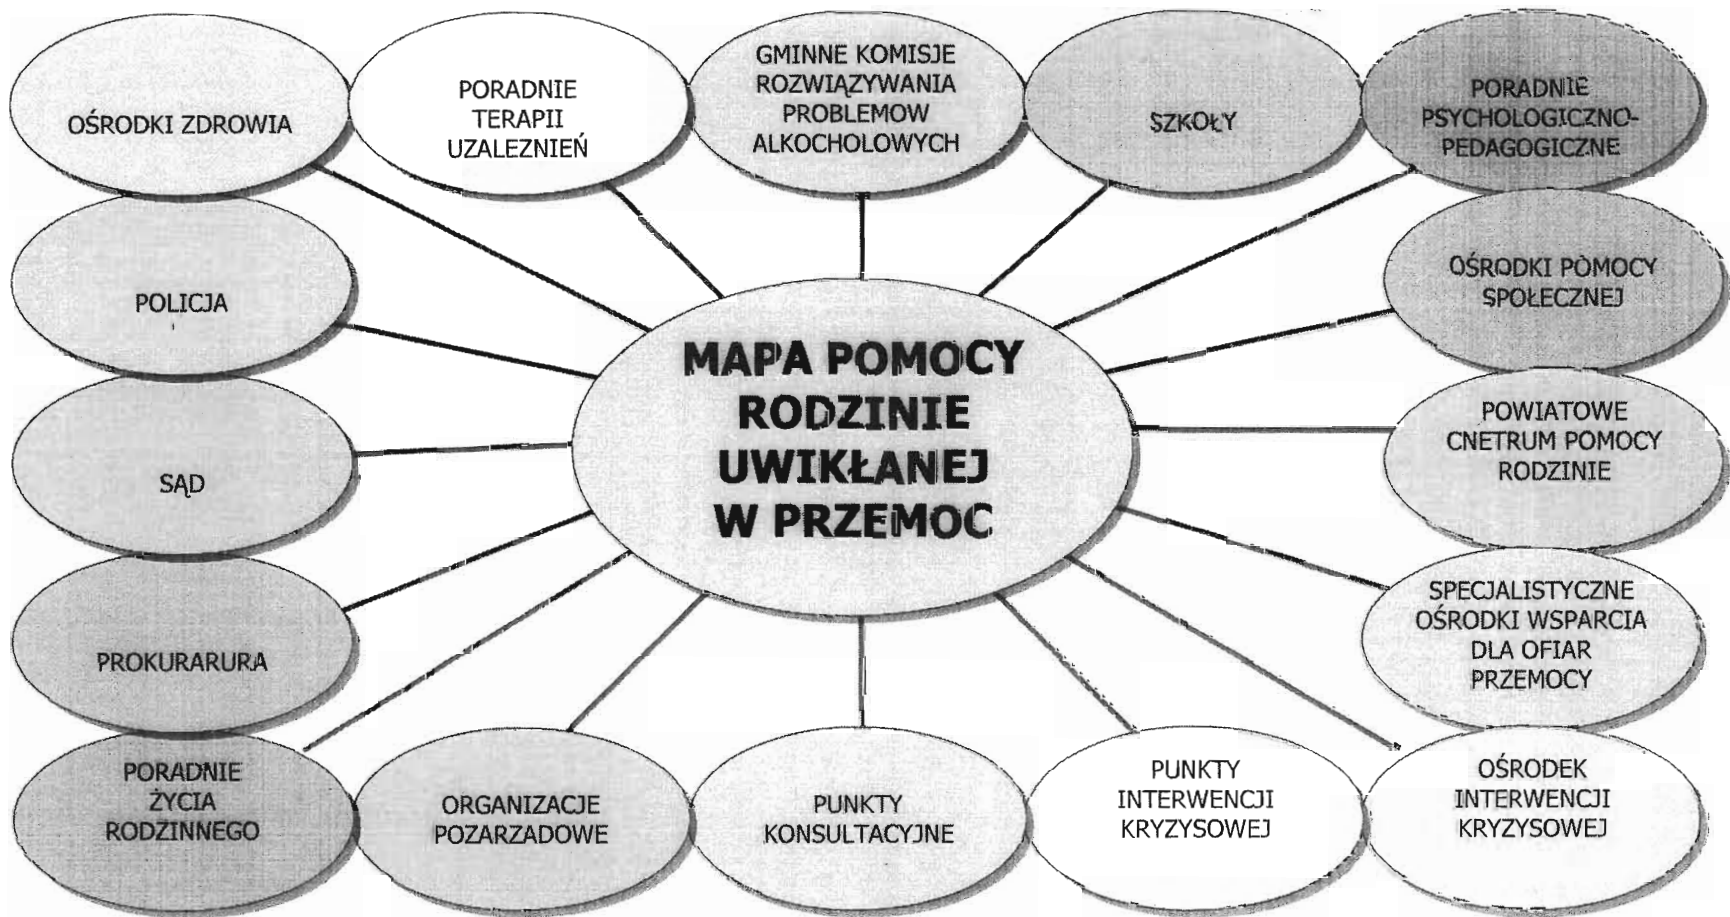 OŚRODKI ZDROWIA
PORADNIE
TERAPII
UZALEZNIEŃ
GMINNE KOMISJE
ROZWIĄZYWANIA
PROBLEMOW
ALKOCHOLOWYCH
SZKOŁY
PORADNIE
PSYCHOLOGICZNO-
PEDAGOGICZNE
POLICJA
OŚRODKI POMOCY
SPOŁECZNEJ
MAPA POMOCY
RODZINIE
UWIKŁANEJ
W PRZEMOC
SĄD
POWIATOWE
CNETRUM POMOCY
RODZINIE
PROKURARURA
SPECJALISTYCZNE
OŚRODKI WSPARCIA
DLA OFIAR
PRZEMOCY
PORADNIE
ŻYCIA
RODZINNEGO
ORGANIZACJE
POZARZADOWE
PUNKTY
KONSULTACYJNE
PUNKTY
INTERWENCJI
KRYZYSOWEJ
OŚRODEK
INTERWENCJI
KRYZYSOWEJ